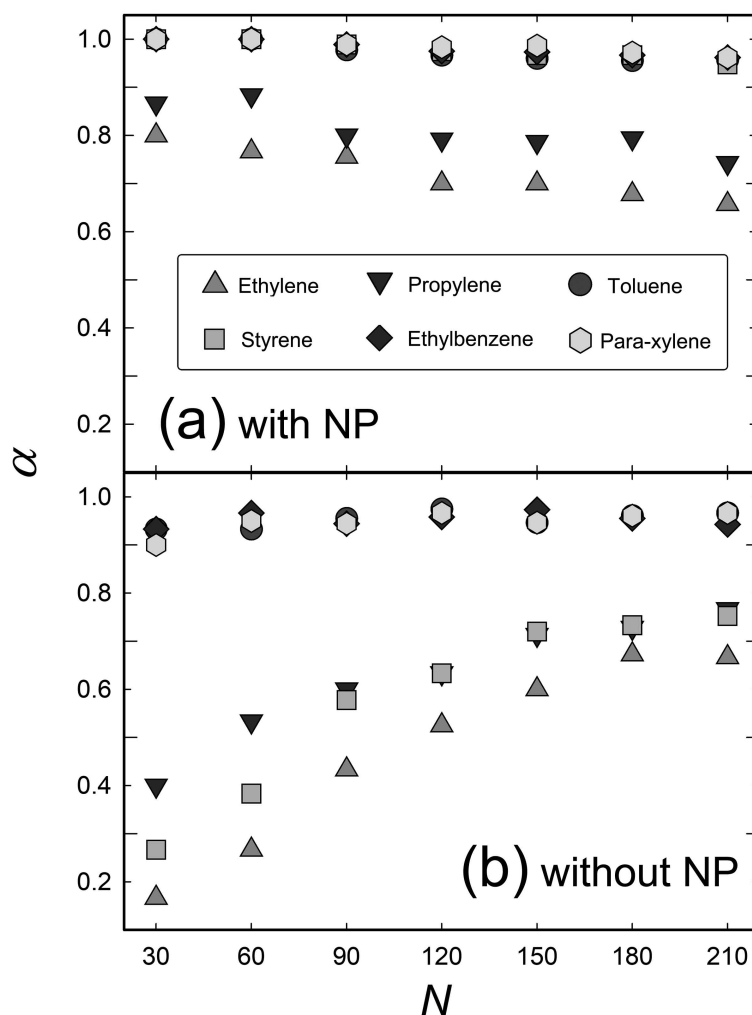 1.0
0.8
0.6
0.4
0.2
Ethylene Propylene Toluene
Styrene Ethylbenzene Para-xylene
(a) with NP
α
1.0
0.8
0.6
0.4
0.2
(b) without NP
30 60 90 120 150 180 210
N